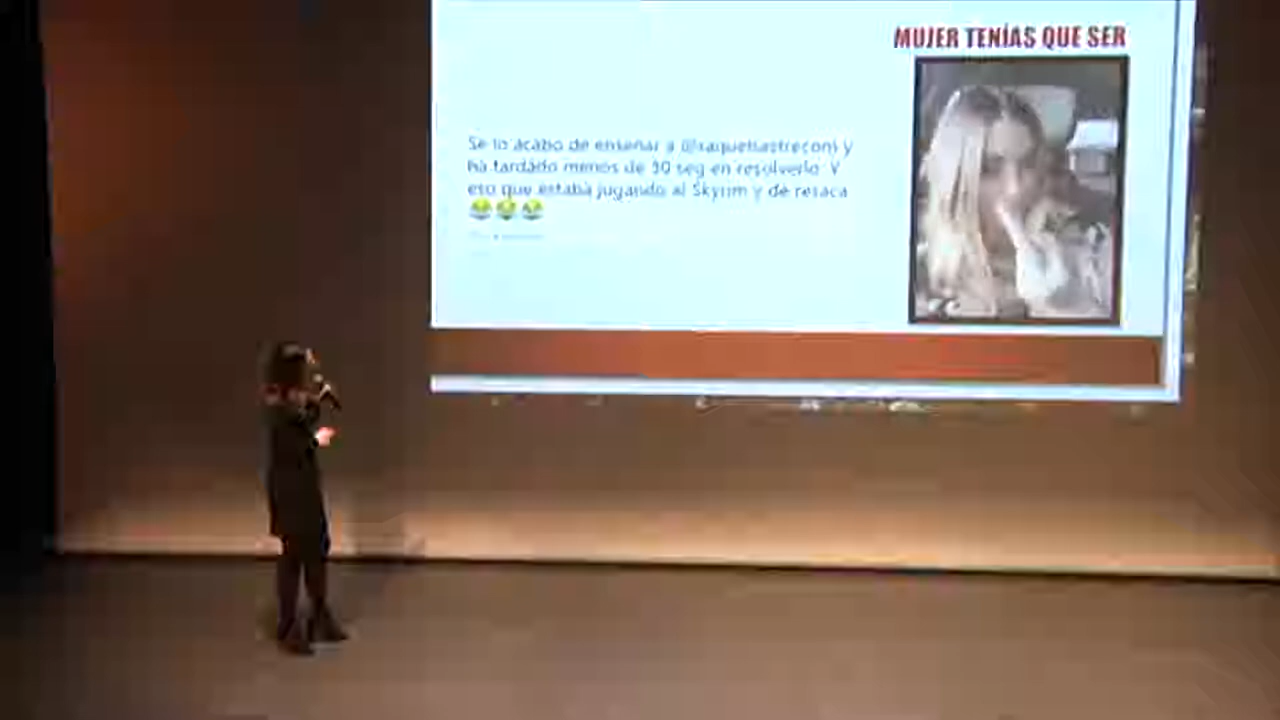 MUJER TENÍAS QUE SER
Se lo acabo de enseñar a @raquelsastrecom y
ha tardado menos de 30 seg en resolverlo. Y
eso que estaba jugando al Skyrim y de resaca
😂😂😂